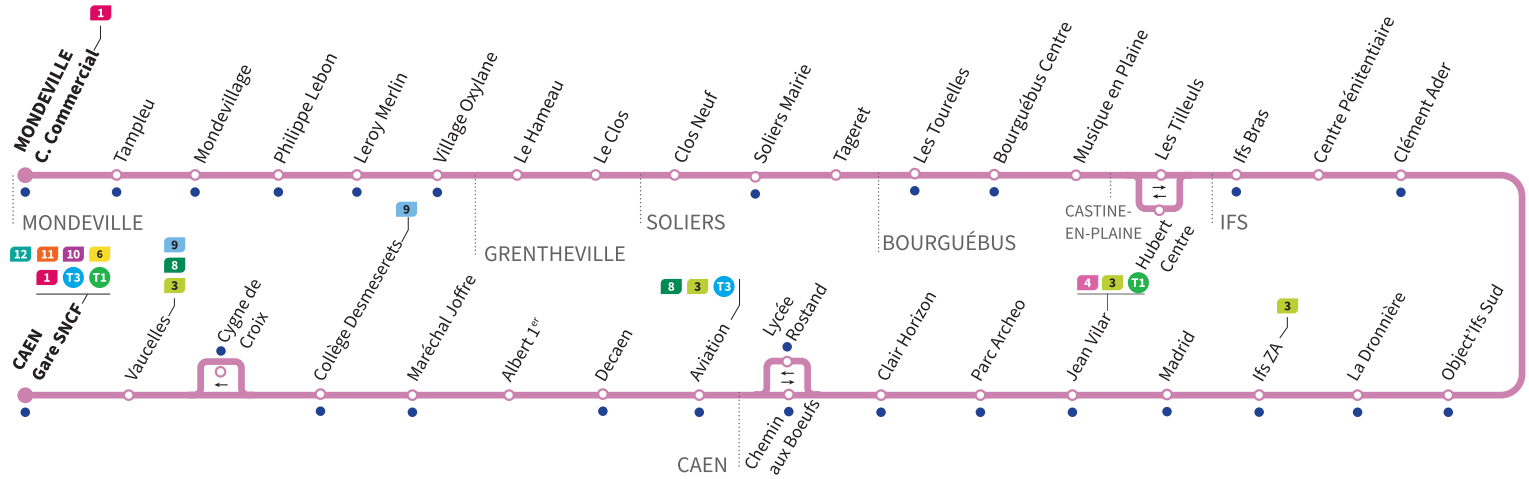 1
MONDEVILLE
C. Commercial
Tampleu
Mondevillage
Philippe Lebon
Leroy Merlin
Village Oxylane
Le Hameau
Le Clos
Clos Neuf
Soliers Mairie
Tageret
Les Tourelles
Bourguébus Centre
Musique en Plaine
Les Tilleuls
Ifs Bras
Centre Pénitentiaire
Clément Ader
MONDEVILLE
GRENTHEVILLE
SOLIERS
BOURGUÉBUS
CASTINE-
EN-PLAINE
Hubert
Centre
IFS
12 11 10 6
1 T3 T1
CAEN
Gare SNCF
9
8
3
Vaucelles
Cygne de
Croix
9
Collège Desmeserets
Maréchal Joffre
Albert 1er
Decaen
8 3 T3
Aviation
Lycée
Rostand
Chemin
aux Boeufs
CAEN
Clair Horizon
Parc Archeo
4 3 T1
Jean Vilar
Madrid
3
Ifs ZA
La Dronnière
Object'Ifs Sud